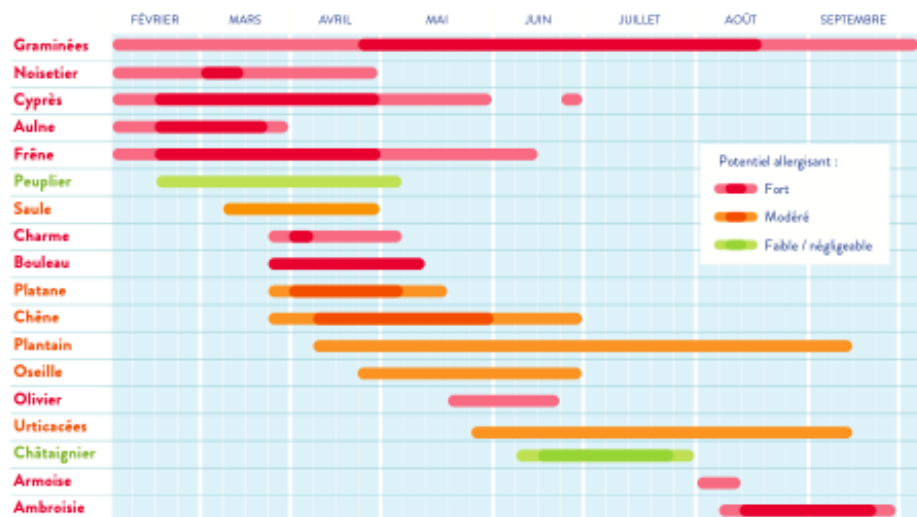 FÉVRIER MARS AVRIL MAI JUIN JUILLET AOÛT SEPTEMBRE
Graminées
Noisetier
Cyprès
Aulne
Frêne
Peuplier
Saule
Charme
Bouleau
Platane
Chêne
Plantain
Oseille
Olivier
Urticacées
Châtaignier
Armoise
Ambroisie
Potentiel allergisant :
Fort
Modéré
Faible / négligeable